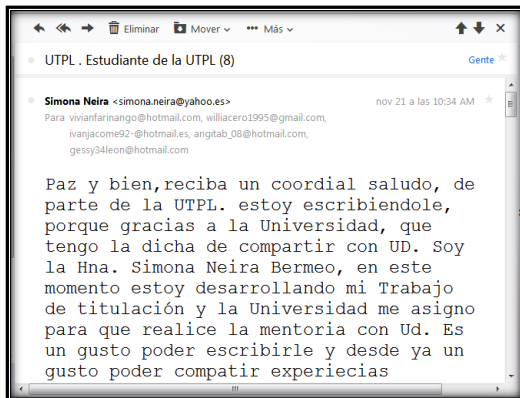 Eliminar Mover Más
UTPL . Estudiante de la UTPL (8) Gente
Simona Neira <simona.neira@yahoo.es> nov 21 a las 10:34 AM
Para vivianfarinango@hotmail.com, williacero1995@gmail.com,
ivanjacome92-@hotmail.es, angitab_08@hotmail.com,
gessy34leon@hotmail.com
Paz y bien,reciba un coordial saludo, de
parte de la UTPL. estoy escribiendole,
porque gracias a la Universidad, que
tengo la dicha de compartir con UD. Soy
la Hna. Simona Neira Bermeo, en este
momento estoy desarrollando mi Trabajo
de titulación y la Universidad me asigno
para que realice la mentoria con Ud. Es
un gusto poder escribirle y desde ya un
gusto poder compatir experiecias